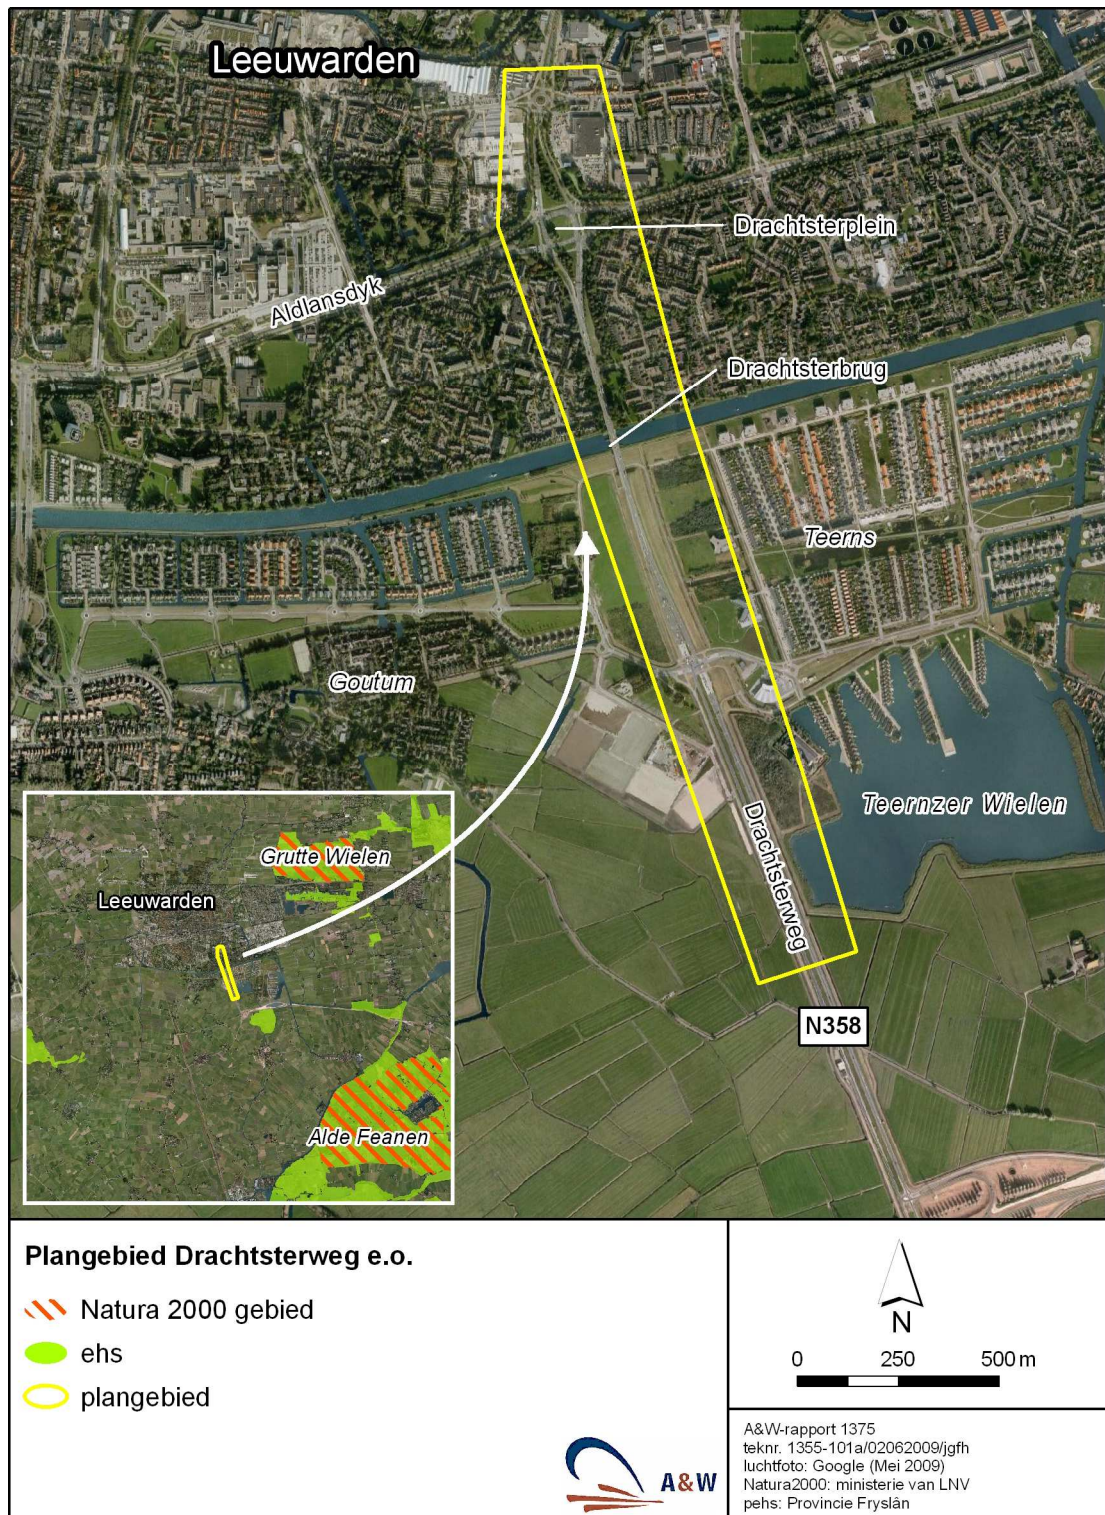 Leeuwarden
Drachtsterplein
Aldlansdyk
Drachtsterbrug
Teerns
Goutum
Teernzer Wielen
Drachtsterweg
N358
Grutte Wielen
Leeuwarden
Alde Feanen
Plangebied Drachtsterweg e.o.
Natura 2000 gebied
ehs
plangebied
N
0 250 500 m
A&W
A&W-rapport 1375
teknr. 1355-101a/02062009/jgfh
luchtfoto: Google (Mei 2009)
Natura2000: ministerie van LNV
pehs: Provincie Fryslân